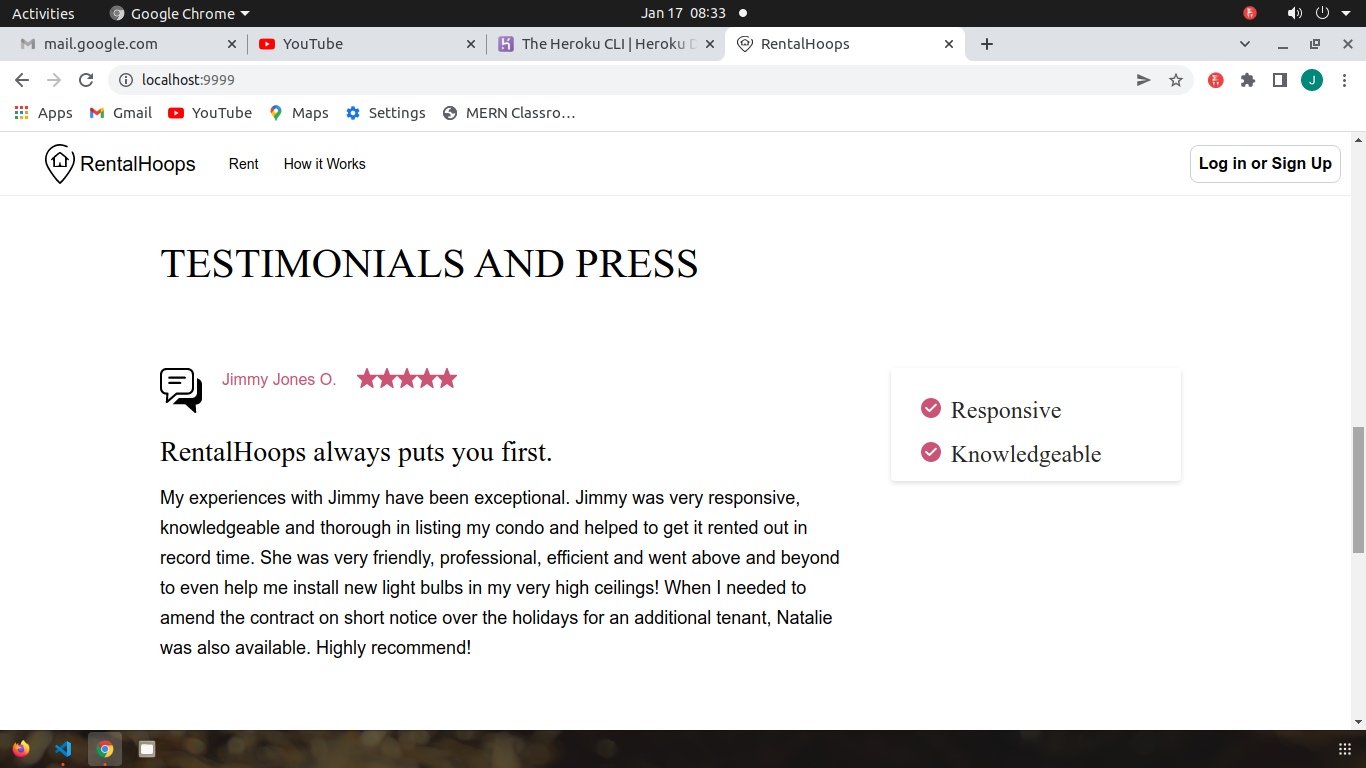 Activities Google Chrome Jan 17 08:33
mail.google.com YouTube The Heroku CLI | Heroku D RentalHoops
localhost:9999 J
Apps Gmail YouTube Maps Settings MERN Classro…
RentalHoops Rent How it Works Log in or Sign Up
TESTIMONIALS AND PRESS
Jimmy Jones O.
Responsive
Knowledgeable
RentalHoops always puts you first.
My experiences with Jimmy have been exceptional. Jimmy was very responsive,
knowledgeable and thorough in listing my condo and helped to get it rented out in
record time. She was very friendly, professional, efficient and went above and beyond
to even help me install new light bulbs in my very high ceilings! When I needed to
amend the contract on short notice over the holidays for an additional tenant, Natalie
was also available. Highly recommend!